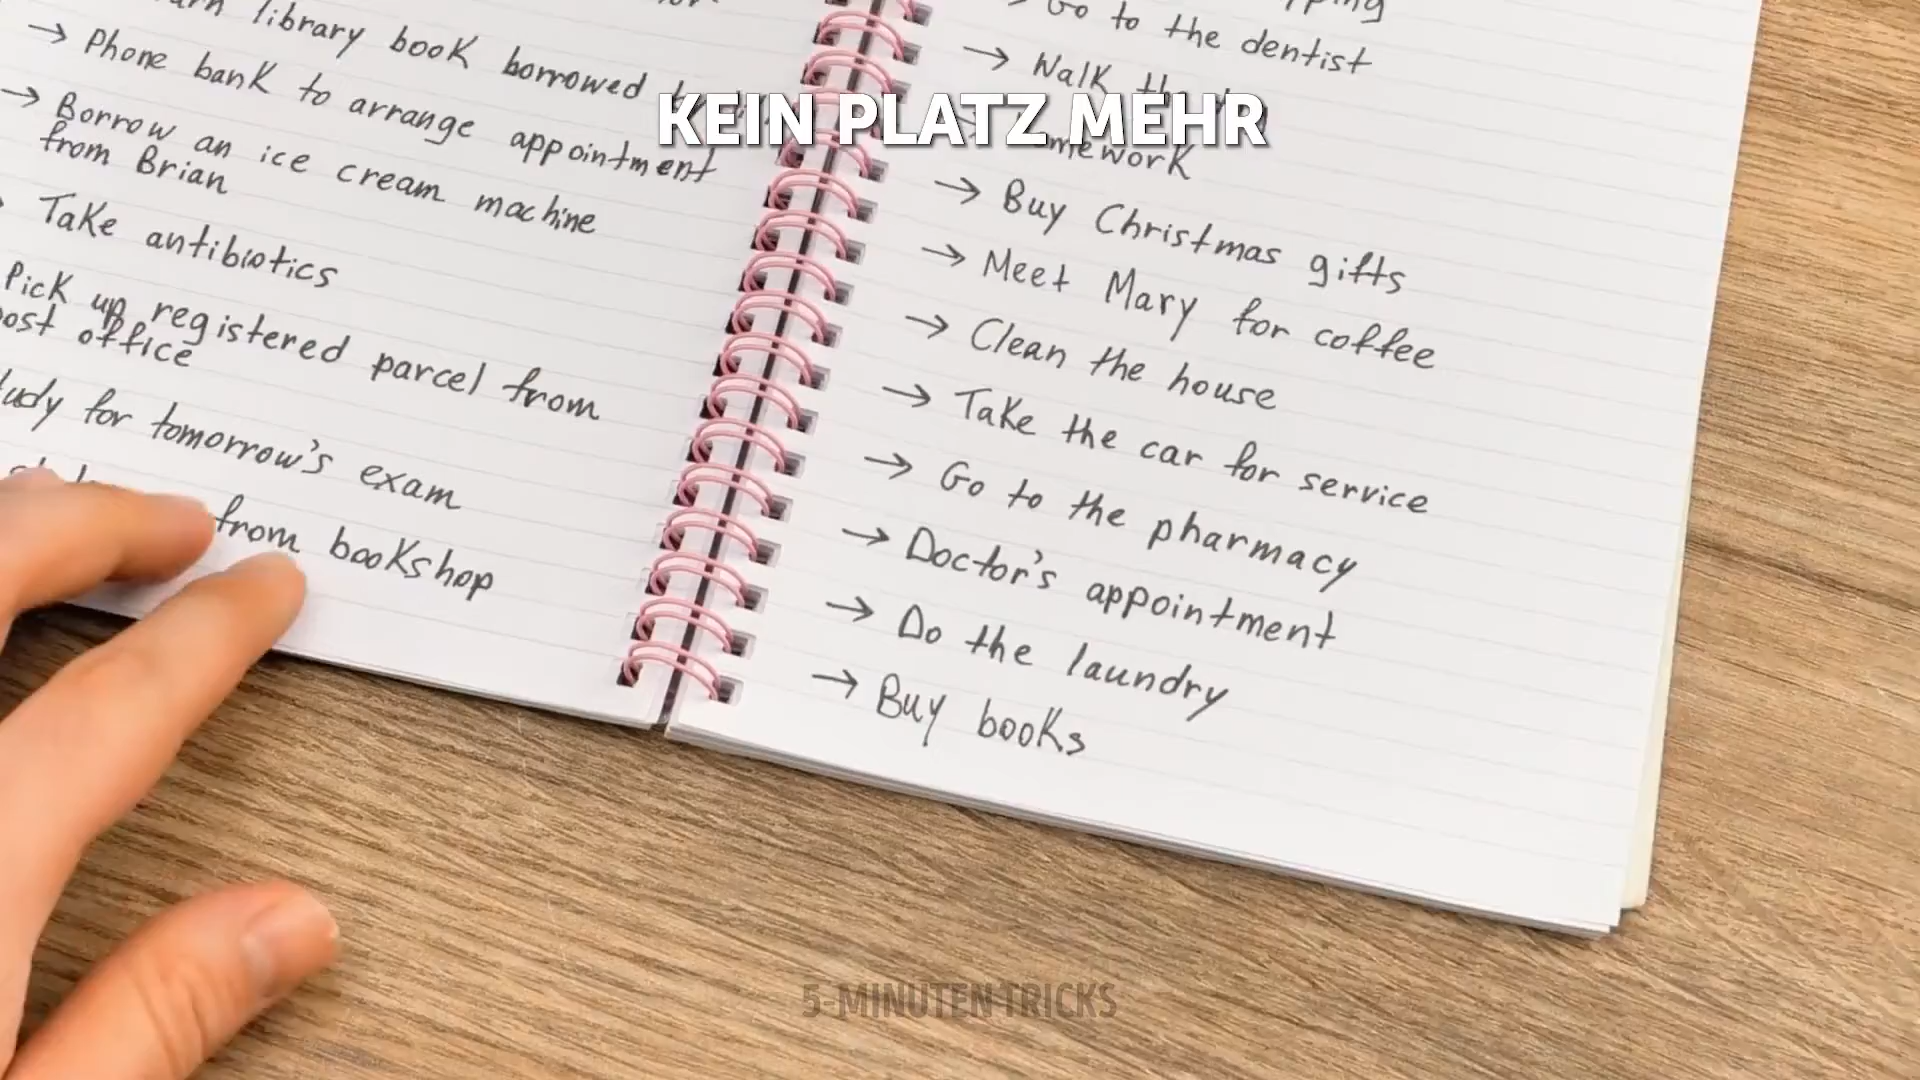 library book borrowed
→ Phone bank to arrange appointment
→ Borrow an ice cream machine
from Brian
Take antibiotics
Pick up registered parcel from
post office
for tomorrow's exam
from bookshop
→ Go to the dentist
→ Walk the
→ Buy Christmas gifts
→ Meet Mary for coffee
→ Clean the house
→ Take the car for service
→ Go to the pharmacy
→ Doctor's appointment
→ Do the laundry
→ Buy books
KEIN PLATZ MEHR
5-MINUTEN TRICKS